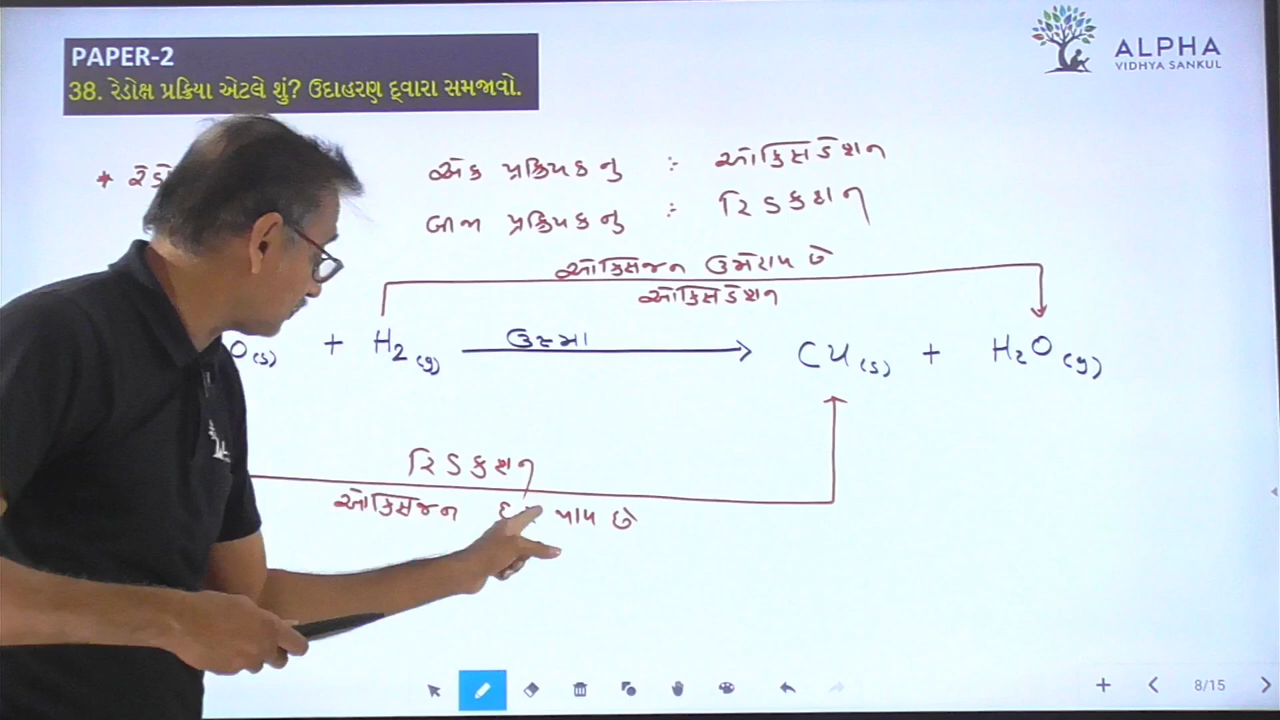 PAPER-2
38. રેડોક્ષ પ્રક્રિયા એટલે શું? ઉદાહરણ દ્વારા સમજાવો.
ALPHA
VIDHYA SANKUL
* રેડો
એક પ્રક્રિયકનુ : ઓક્સિડેશન
બીજા પ્રક્રિયકનુ : રિડક્શન
ઓક્સિજન ઉમેરાય છે
ઓક્સિડેશન
O(s) + H2(g) ઉષ્મા → Cu(s) + H2O(g)
રિડક્શન
ઓક્સિજન થાય છે
8/15